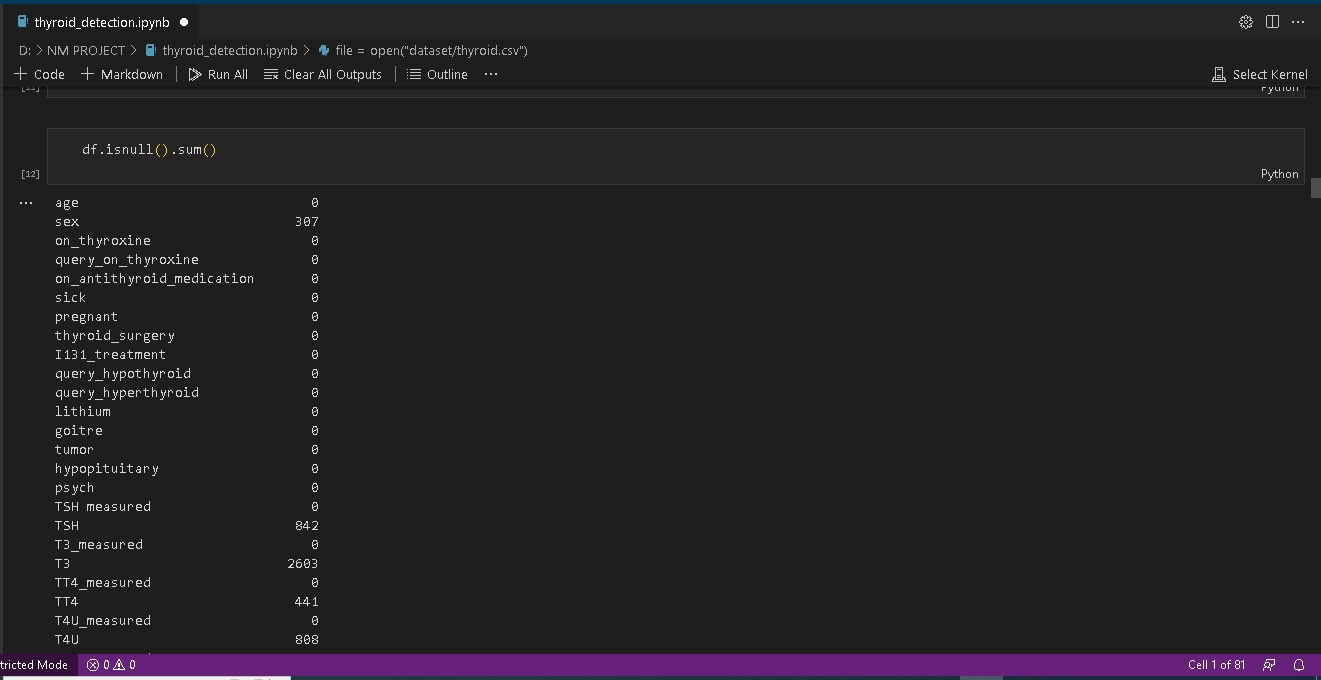 thyroid_detection.ipynb
D: > NM PROJECT > thyroid_detection.ipynb > file = open("dataset/thyroid.csv")
+ Code + Markdown Run All Clear All Outputs Outline ... Select Kernel
[11] Python
df.isnull().sum()
[12] Python
... age 0
sex 307
on_thyroxine 0
query_on_thyroxine 0
on_antithyroid_medication 0
sick 0
pregnant 0
thyroid_surgery 0
I131_treatment 0
query_hypothyroid 0
query_hyperthyroid 0
lithium 0
goitre 0
tumor 0
hypopituitary 0
psych 0
TSH measured 0
TSH 842
T3_measured 0
T3 2603
TT4_measured 0
TT4 441
T4U_measured 0
T4U 808
tricted Mode 0 0 Cell 1 of 81